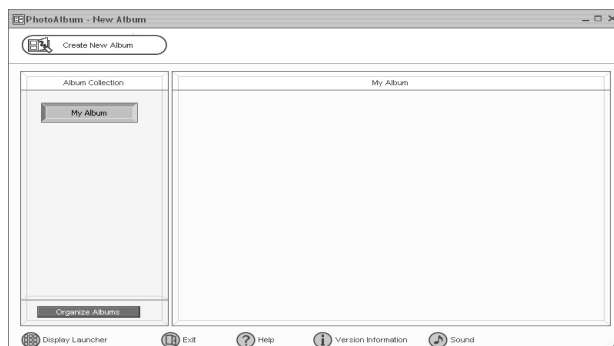 PhotoAlbum - New Album
Create New Album
Album Collection
My Album
My Album
Organize Albums
Display Launcher
Exit
Help
Version Information
Sound